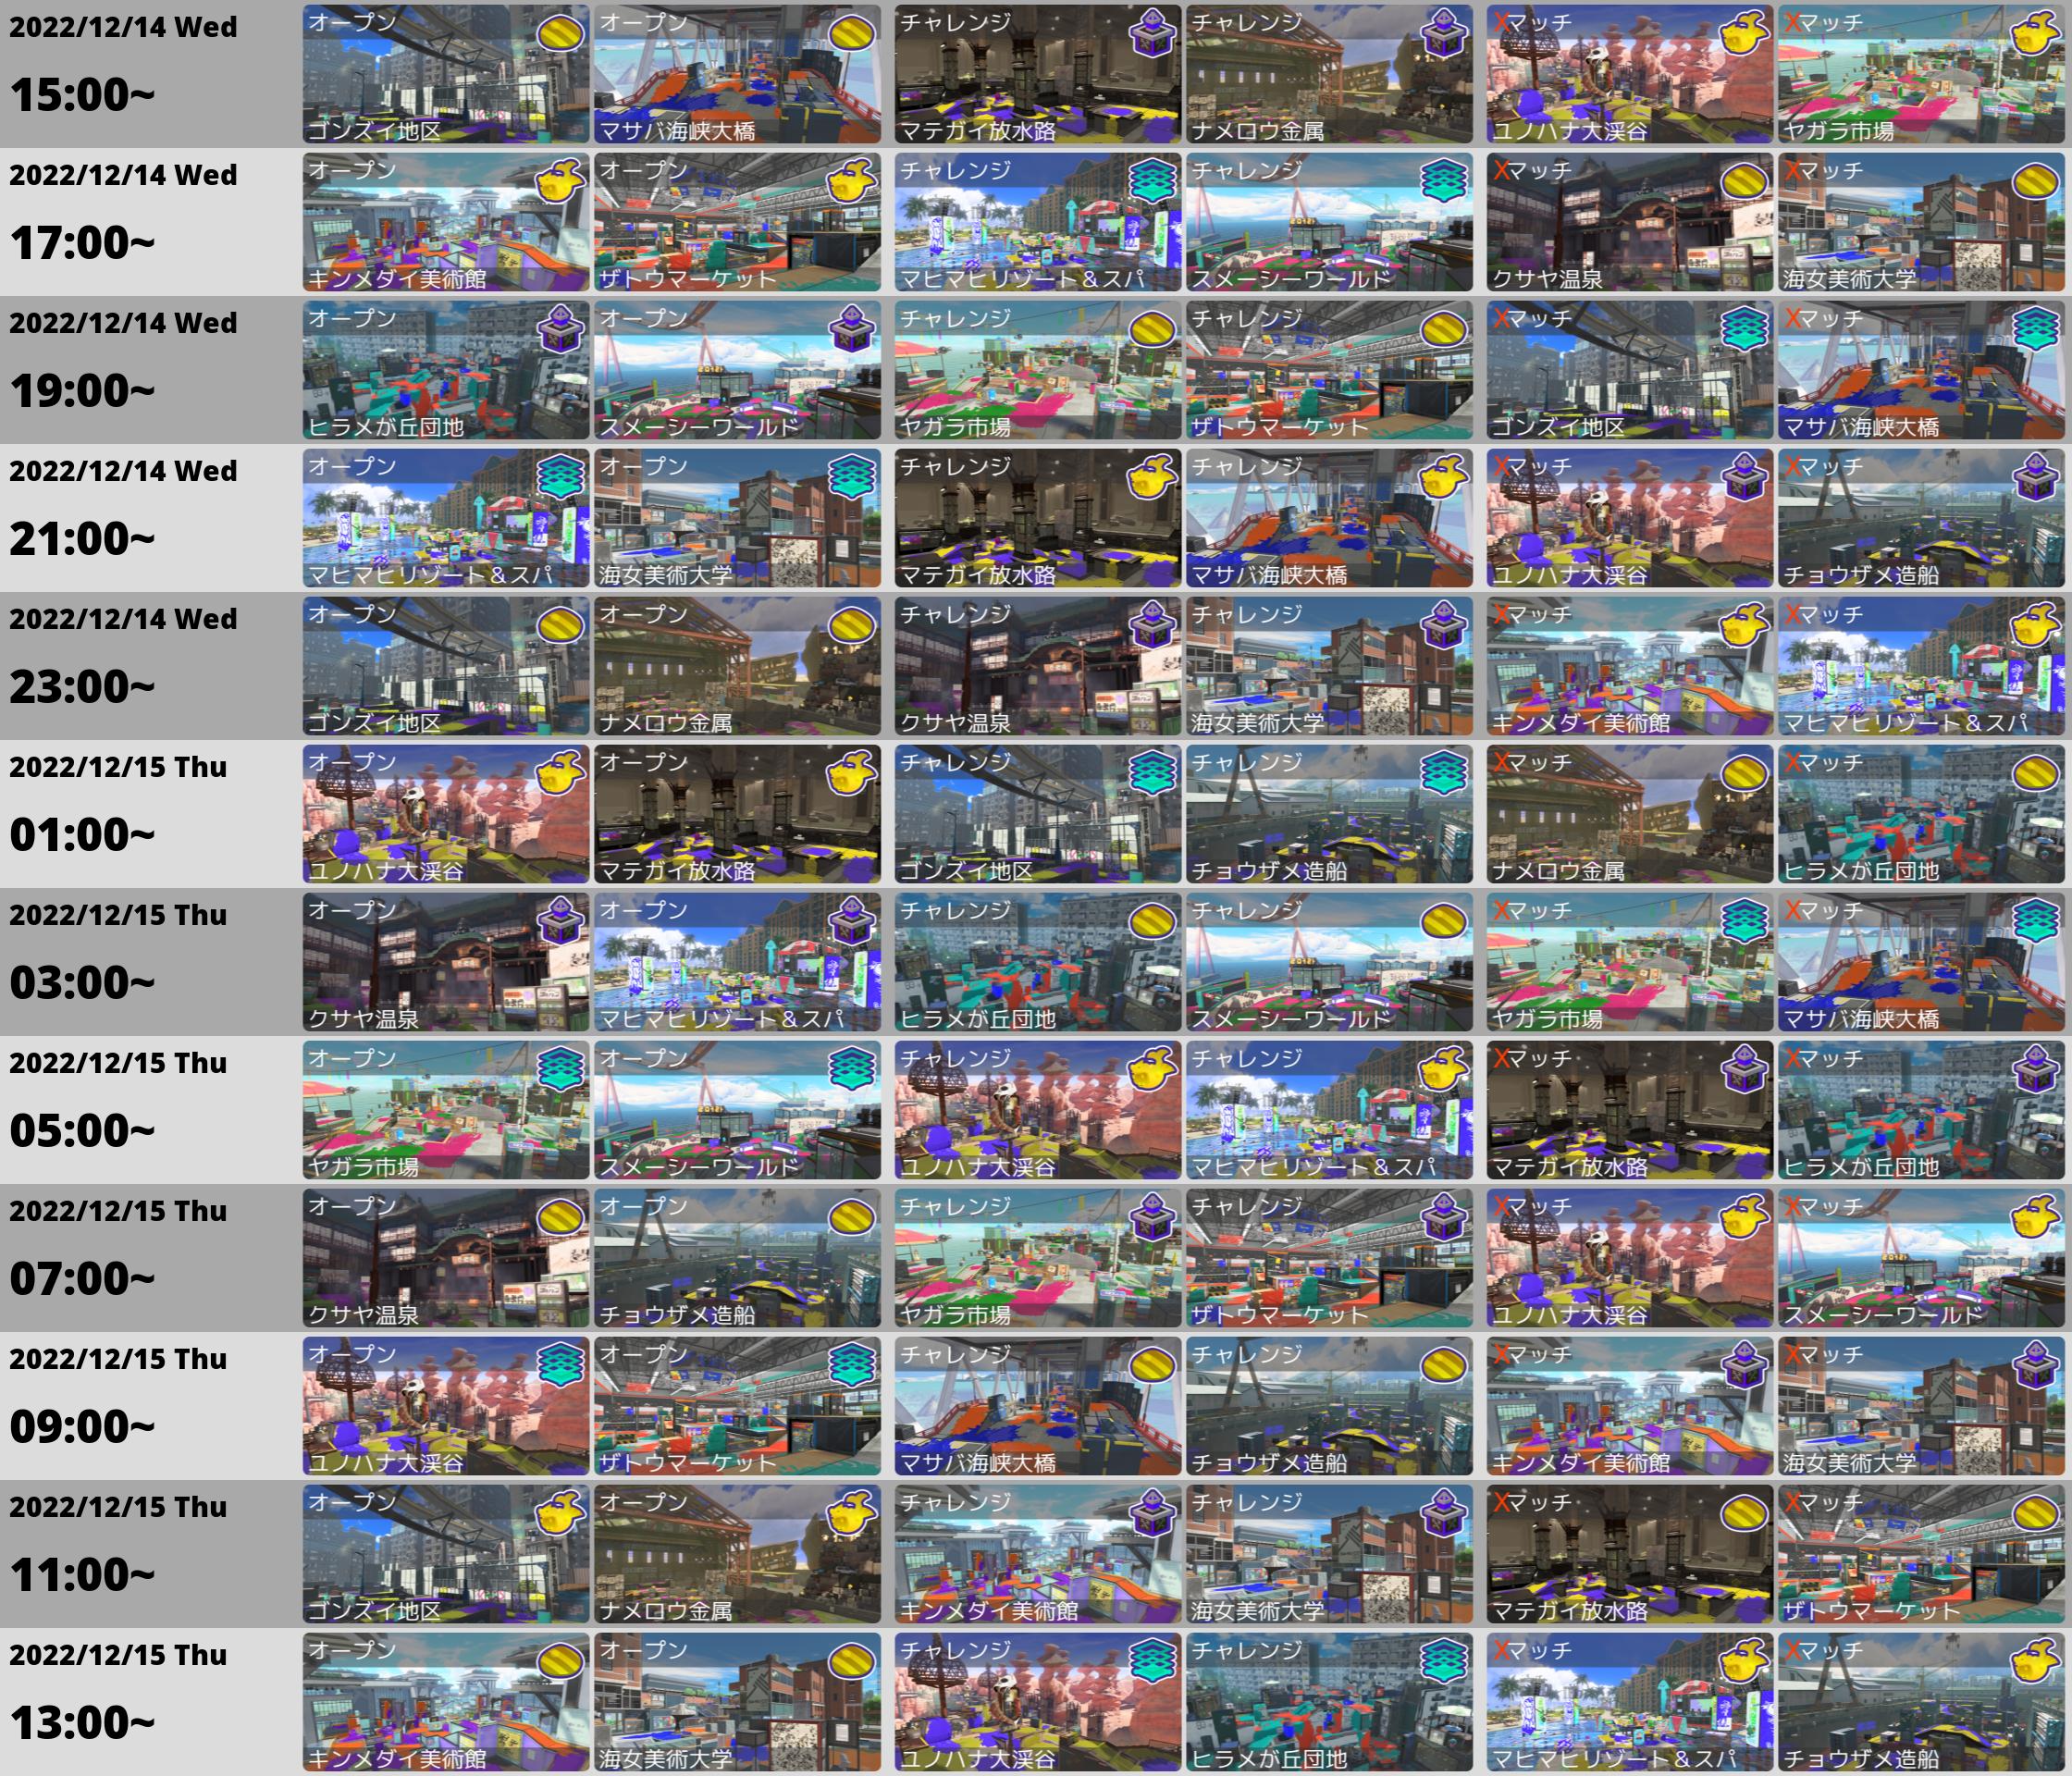 2022/12/14 Wed
15:00~
オープン
ゴンズイ地区
オープン
マサバ海峡大橋
チャレンジ
マテガイ放水路
チャレンジ
ナメロウ金属
Xマッチ
ユノハナ大渓谷
Xマッチ
ヤガラ市場
2022/12/14 Wed
17:00~
オープン
キンメダイ美術館
オープン
ザトウマーケット
チャレンジ
マヒマヒリゾート&スパ
チャレンジ
スメーシーワールド
Xマッチ
クサヤ温泉
Xマッチ
海女美術大学
2022/12/14 Wed
19:00~
オープン
ヒラメが丘団地
オープン
スメーシーワールド
チャレンジ
ヤガラ市場
チャレンジ
ザトウマーケット
Xマッチ
ゴンズイ地区
Xマッチ
マサバ海峡大橋
2022/12/14 Wed
21:00~
オープン
マヒマヒリゾート&スパ
オープン
海女美術大学
チャレンジ
マテガイ放水路
チャレンジ
マサバ海峡大橋
Xマッチ
ユノハナ大渓谷
Xマッチ
チョウザメ造船
2022/12/14 Wed
23:00~
オープン
ゴンズイ地区
オープン
ナメロウ金属
チャレンジ
クサヤ温泉
チャレンジ
海女美術大学
Xマッチ
キンメダイ美術館
Xマッチ
マヒマヒリゾート&スパ
2022/12/15 Thu
01:00~
オープン
ユノハナ大渓谷
オープン
マテガイ放水路
チャレンジ
ゴンズイ地区
チャレンジ
チョウザメ造船
Xマッチ
ナメロウ金属
Xマッチ
ヒラメが丘団地
2022/12/15 Thu
03:00~
オープン
クサヤ温泉
オープン
マヒマヒリゾート&スパ
チャレンジ
ヒラメが丘団地
チャレンジ
スメーシーワールド
Xマッチ
ヤガラ市場
Xマッチ
マサバ海峡大橋
2022/12/15 Thu
05:00~
オープン
ヤガラ市場
オープン
スメーシーワールド
チャレンジ
ユノハナ大渓谷
チャレンジ
マヒマヒリゾート&スパ
Xマッチ
マテガイ放水路
Xマッチ
ヒラメが丘団地
2022/12/15 Thu
07:00~
オープン
クサヤ温泉
オープン
チョウザメ造船
チャレンジ
ヤガラ市場
チャレンジ
ザトウマーケット
Xマッチ
ユノハナ大渓谷
Xマッチ
スメーシーワールド
2022/12/15 Thu
09:00~
オープン
ユノハナ大渓谷
オープン
ザトウマーケット
チャレンジ
マサバ海峡大橋
チャレンジ
チョウザメ造船
Xマッチ
キンメダイ美術館
Xマッチ
海女美術大学
2022/12/15 Thu
11:00~
オープン
ゴンズイ地区
オープン
ナメロウ金属
チャレンジ
キンメダイ美術館
チャレンジ
海女美術大学
Xマッチ
マテガイ放水路
Xマッチ
ザトウマーケット
2022/12/15 Thu
13:00~
オープン
キンメダイ美術館
オープン
海女美術大学
チャレンジ
ユノハナ大渓谷
チャレンジ
ヒラメが丘団地
Xマッチ
マヒマヒリゾート&スパ
Xマッチ
チョウザメ造船